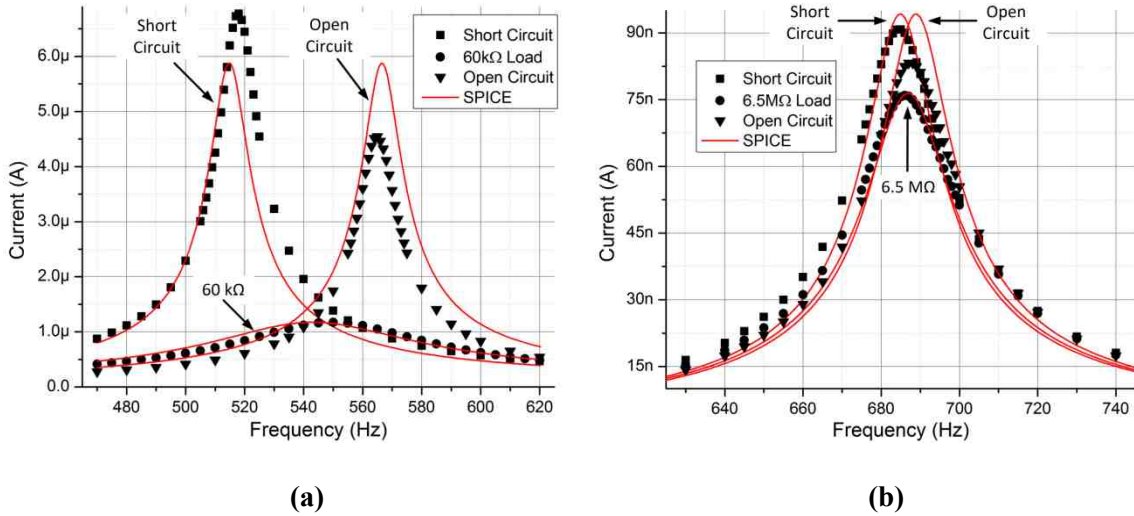 Short
Circuit
Open
Circuit
Short Circuit
60kΩ Load
Open Circuit
SPICE
60 kΩ
6.0µ
5.0µ
4.0µ
3.0µ
2.0µ
1.0µ
0.0
Current (A)
480 500 520 540 560 580 600 620
Frequency (Hz)
(a)
Short
Circuit
Open
Circuit
Short Circuit
6.5MΩ Load
Open Circuit
SPICE
6.5 MΩ
90n
75n
60n
45n
30n
15n
Current (A)
640 660 680 700 720 740
Frequency (Hz)
(b)